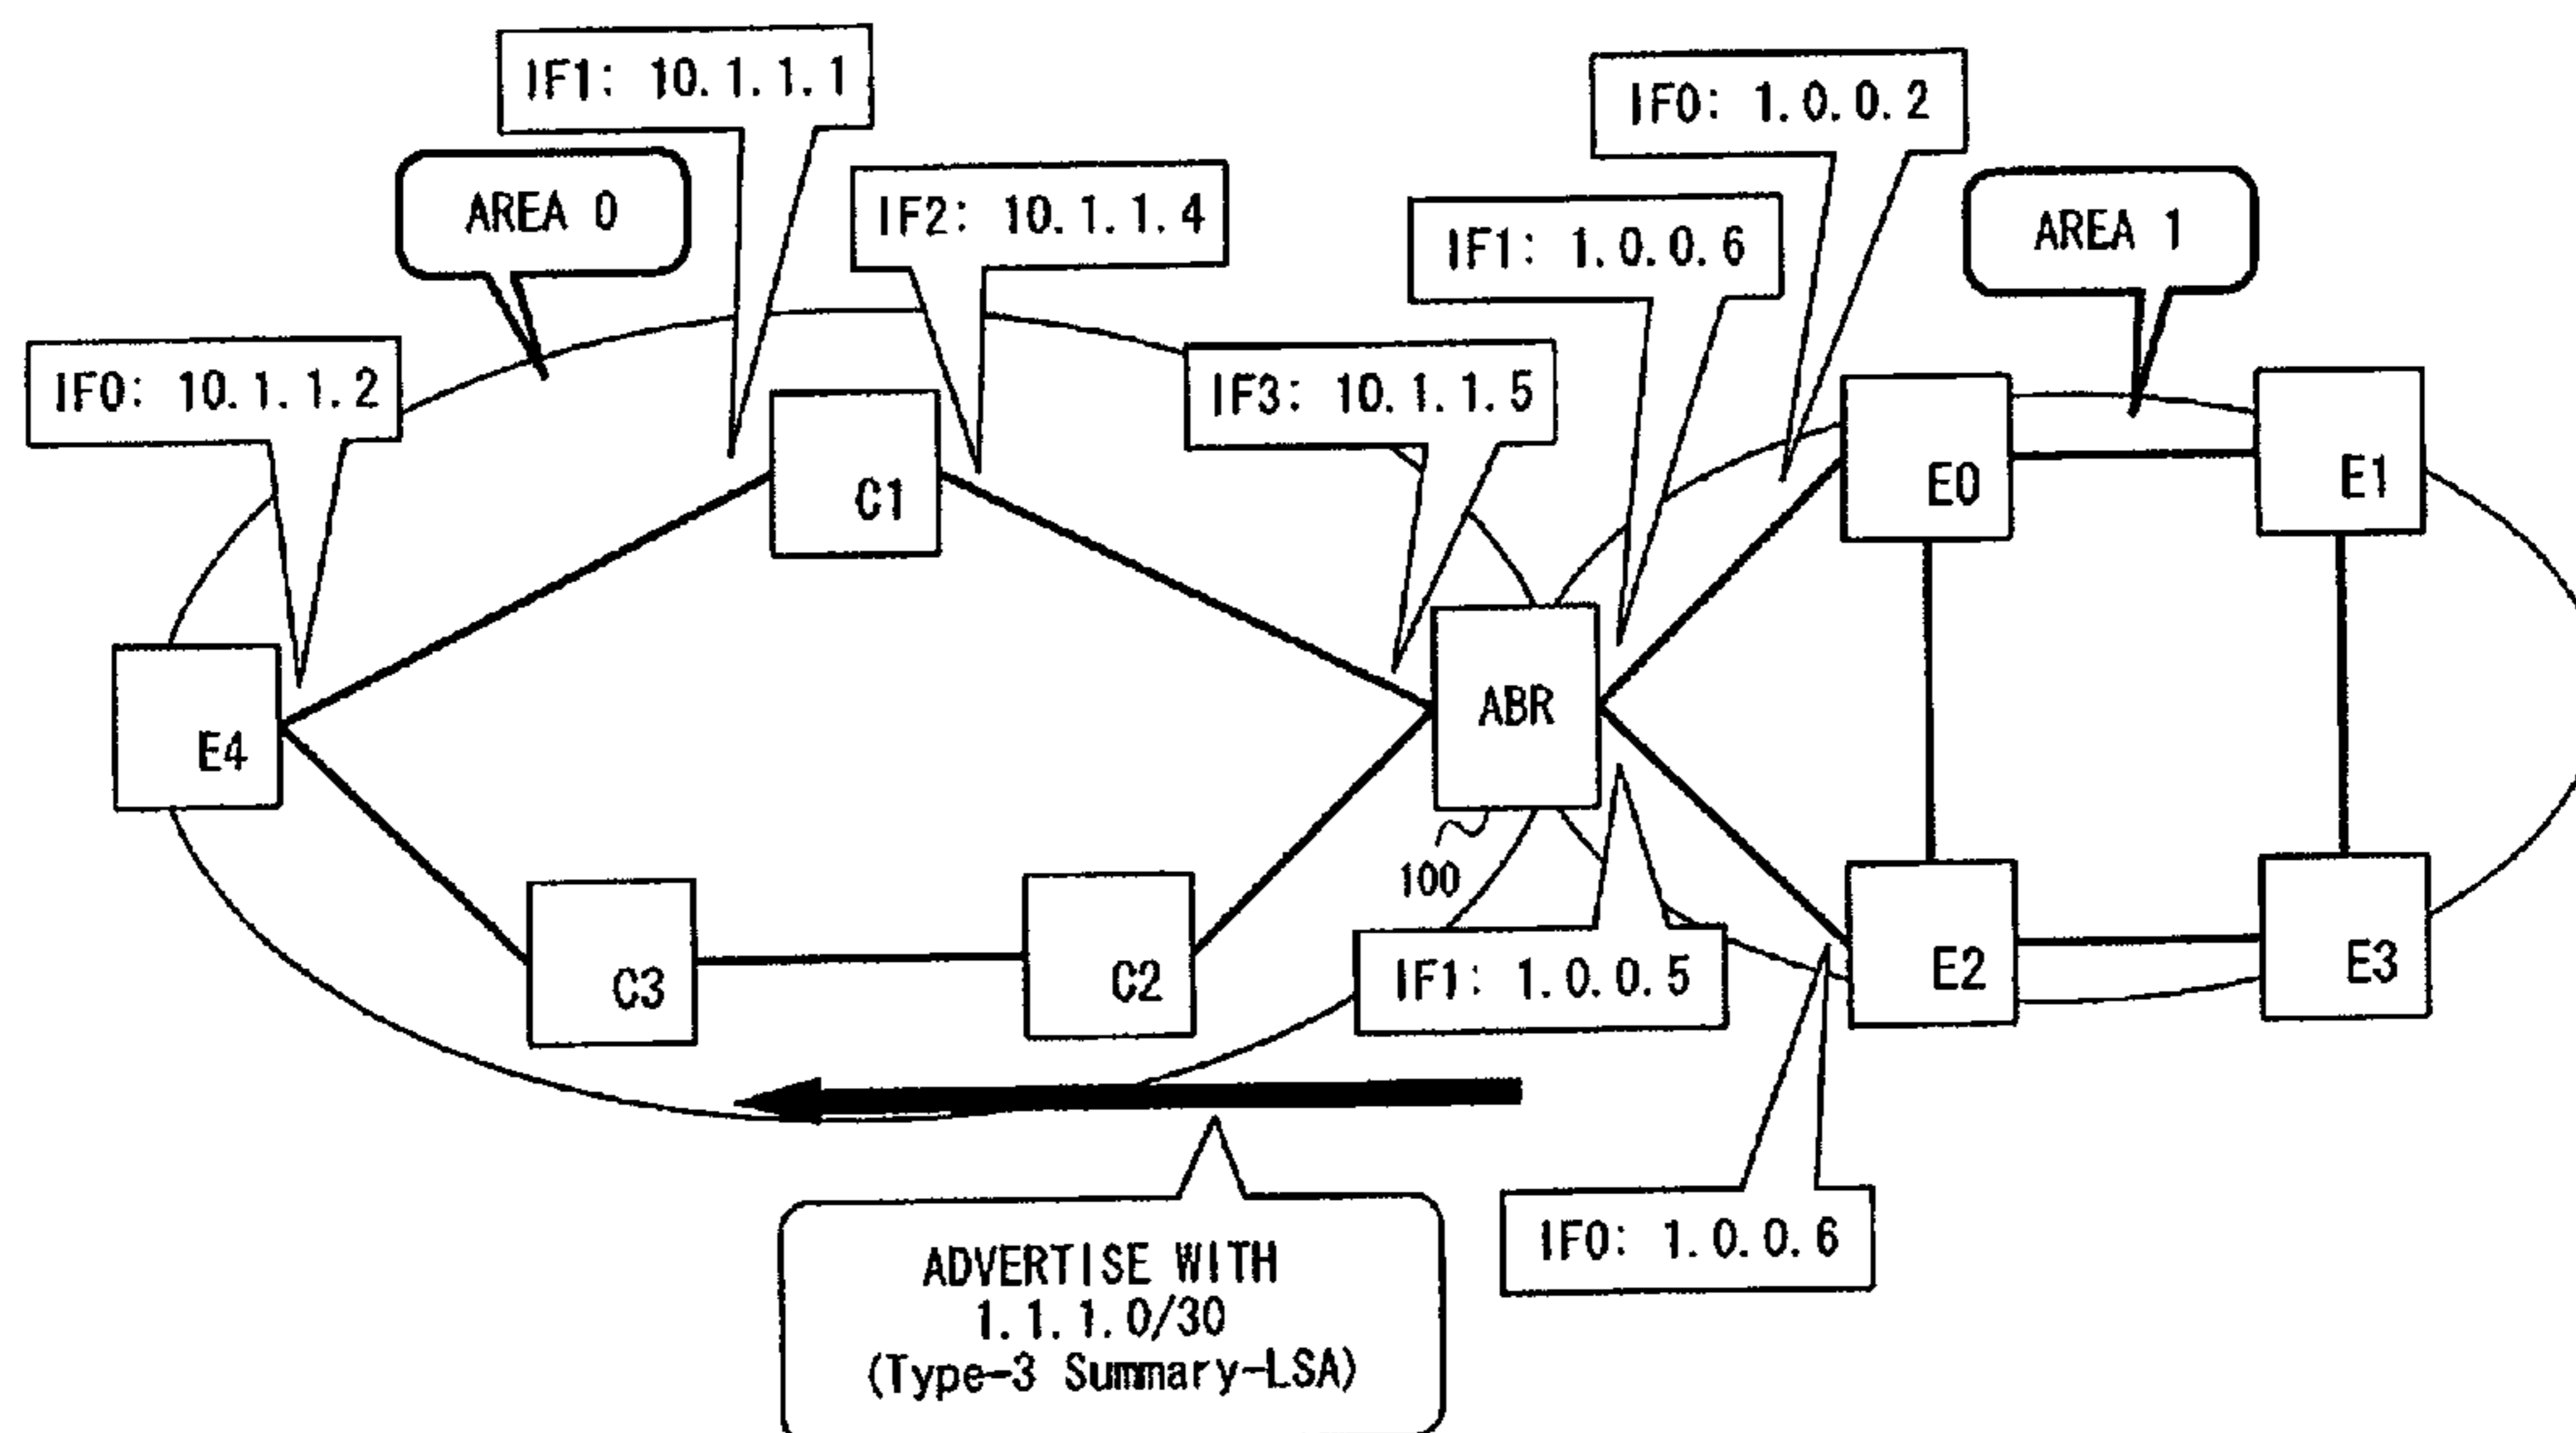 IF1: 10.1.1.1
IF0: 1.0.0.2
AREA 0
IF2: 10.1.1.4
IF1: 1.0.0.6
AREA 1
IF0: 10.1.1.2
IF3: 10.1.1.5
C1
E0
E1
E4
ABR
100
C3
C2
IF1: 1.0.0.5
E2
E3
IF0: 1.0.0.6
ADVERTISE WITH
1.1.1.0/30
(Type-3 Summary-LSA)